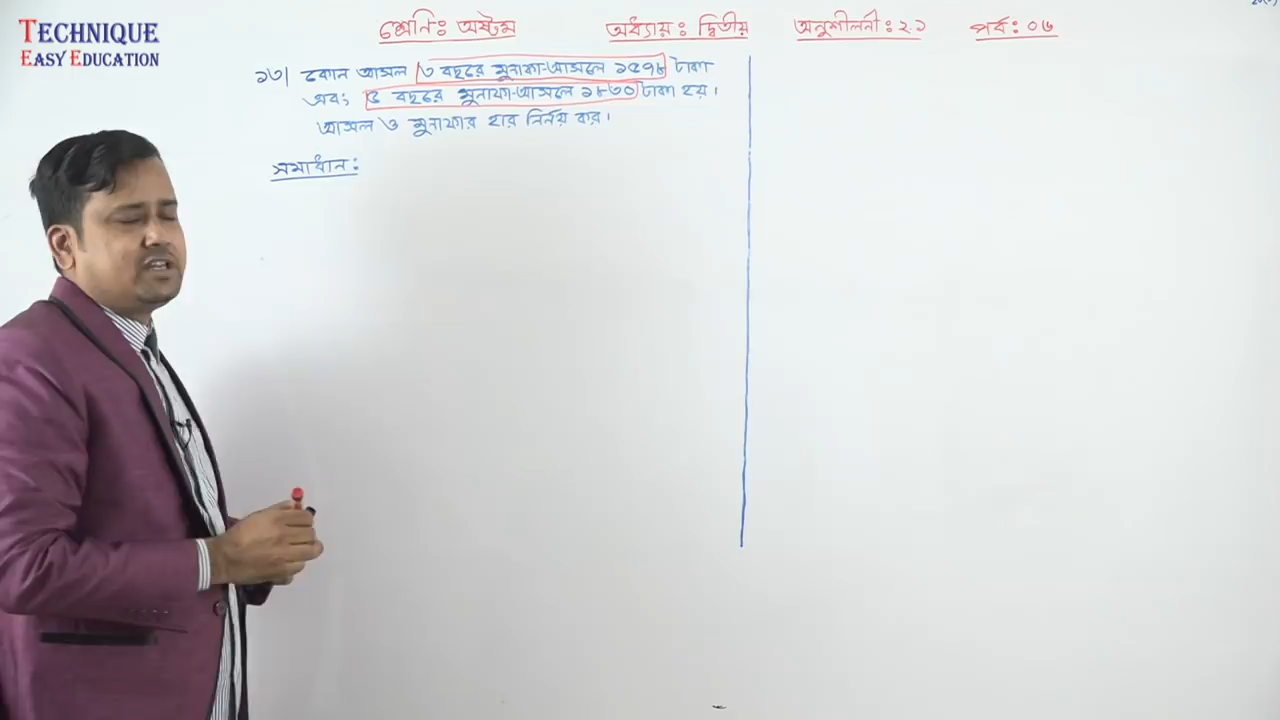 TECHNIQUE
EASY EDUCATION
শ্রেণিঃ অষ্টম অধ্যায়ঃ দ্বিতীয় অনুশীলনীঃ ২.১ পর্বঃ ০৬
১৩| কোন আসল ৩ বছরে মুনাফা-আসলে ১৫৭৮ টাকা
এবং ৫ বছরে মুনাফা-আসলে ১৮৩০ টাকা হয়।
আসল ও মুনাফার হার নির্নয় কর।
সমাধান: